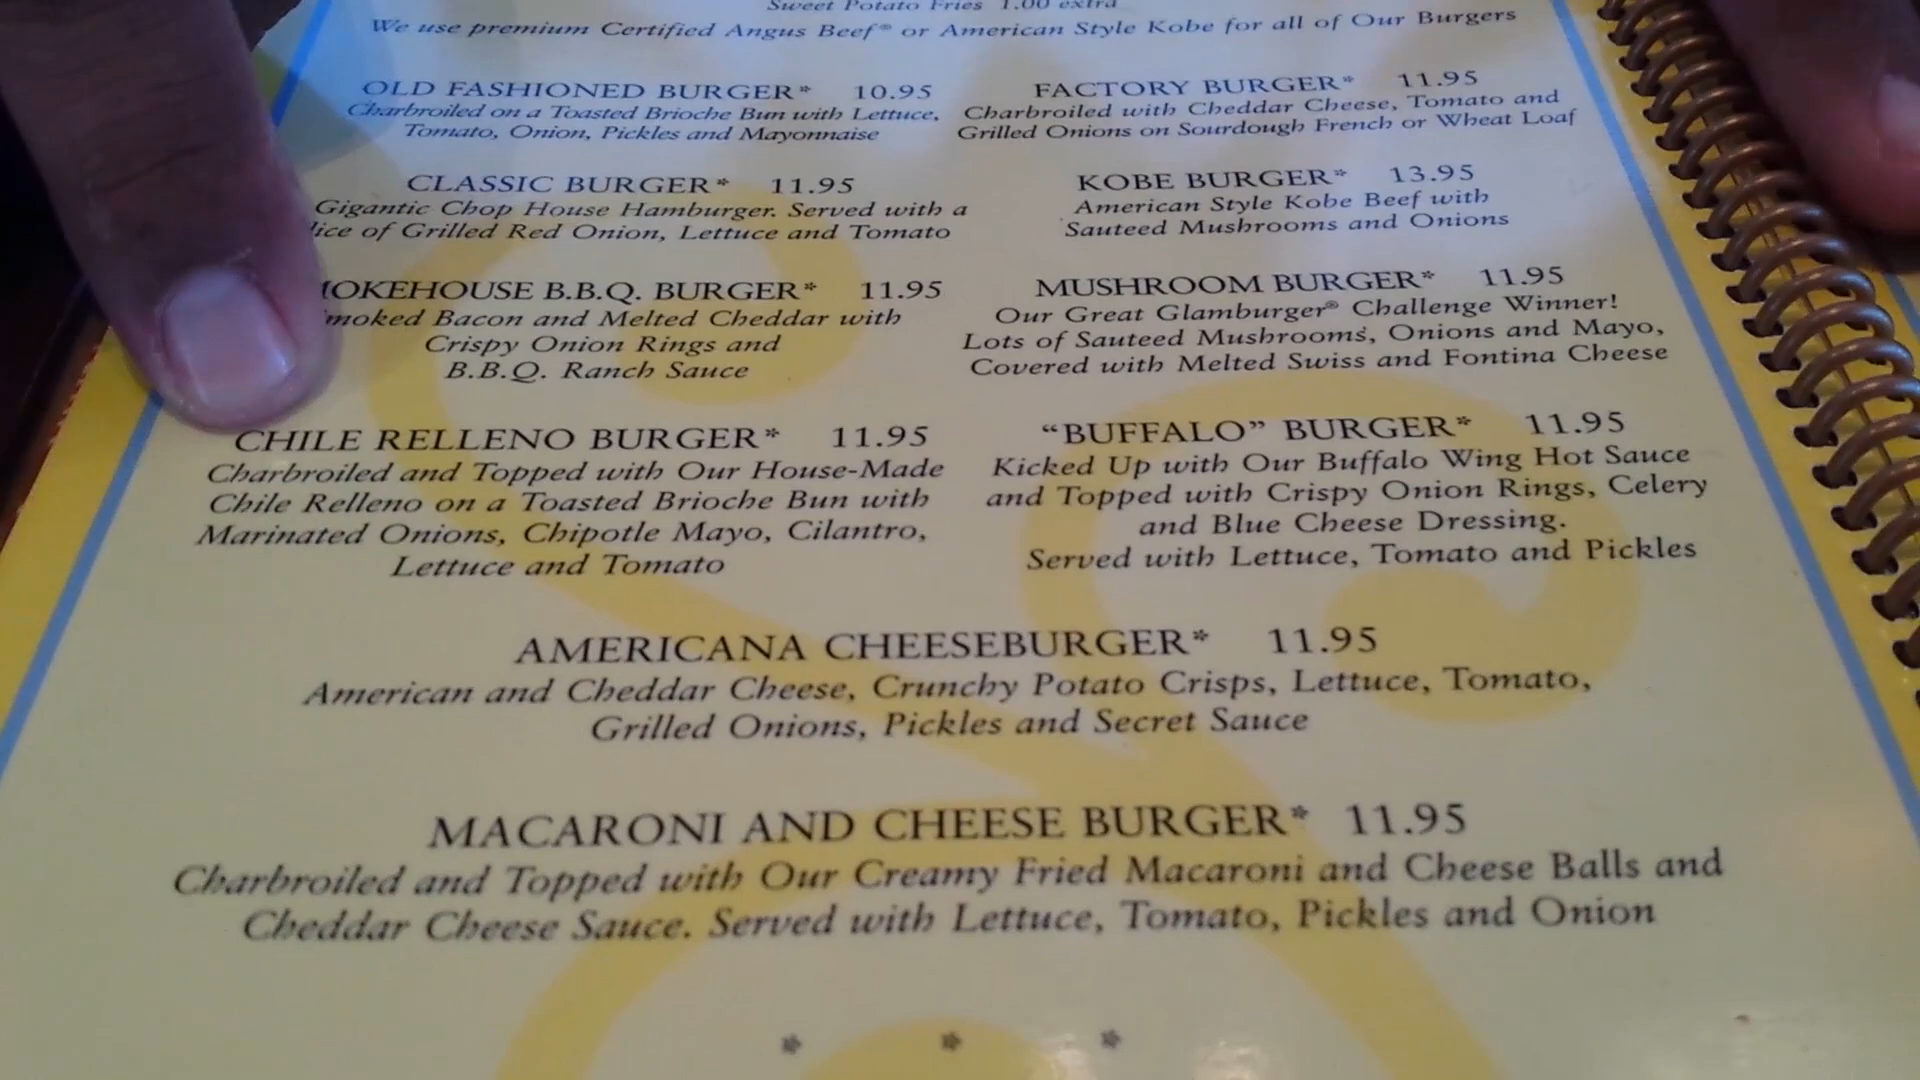 Sweet Potato Fries 1.00 extra
We use premium Certified Angus Beef® or American Style Kobe for all of Our Burgers
OLD FASHIONED BURGER* 10.95
Charbroiled on a Toasted Brioche Bun with Lettuce,
Tomato, Onion, Pickles and Mayonnaise
CLASSIC BURGER* 11.95
Gigantic Chop House Hamburger. Served with a
lice of Grilled Red Onion, Lettuce and Tomato
MOKEHOUSE B.B.Q. BURGER* 11.95
moked Bacon and Melted Cheddar with
Crispy Onion Rings and
B.B.Q. Ranch Sauce
CHILE RELLENO BURGER* 11.95
Charbroiled and Topped with Our House-Made
Chile Relleno on a Toasted Brioche Bun with
Marinated Onions, Chipotle Mayo, Cilantro,
Lettuce and Tomato
FACTORY BURGER* 11.95
Charbroiled with Cheddar Cheese, Tomato and
Grilled Onions on Sourdough French or Wheat Loaf
KOBE BURGER* 13.95
American Style Kobe Beef with
Sauteed Mushrooms and Onions
MUSHROOM BURGER* 11.95
Our Great Glamburger® Challenge Winner!
Lots of Sauteed Mushrooms, Onions and Mayo,
Covered with Melted Swiss and Fontina Cheese
"BUFFALO" BURGER* 11.95
Kicked Up with Our Buffalo Wing Hot Sauce
and Topped with Crispy Onion Rings, Celery
and Blue Cheese Dressing.
Served with Lettuce, Tomato and Pickles
AMERICANA CHEESEBURGER* 11.95
American and Cheddar Cheese, Crunchy Potato Crisps, Lettuce, Tomato,
Grilled Onions, Pickles and Secret Sauce
MACARONI AND CHEESE BURGER* 11.95
Charbroiled and Topped with Our Creamy Fried Macaroni and Cheese Balls and
Cheddar Cheese Sauce. Served with Lettuce, Tomato, Pickles and Onion
* * *